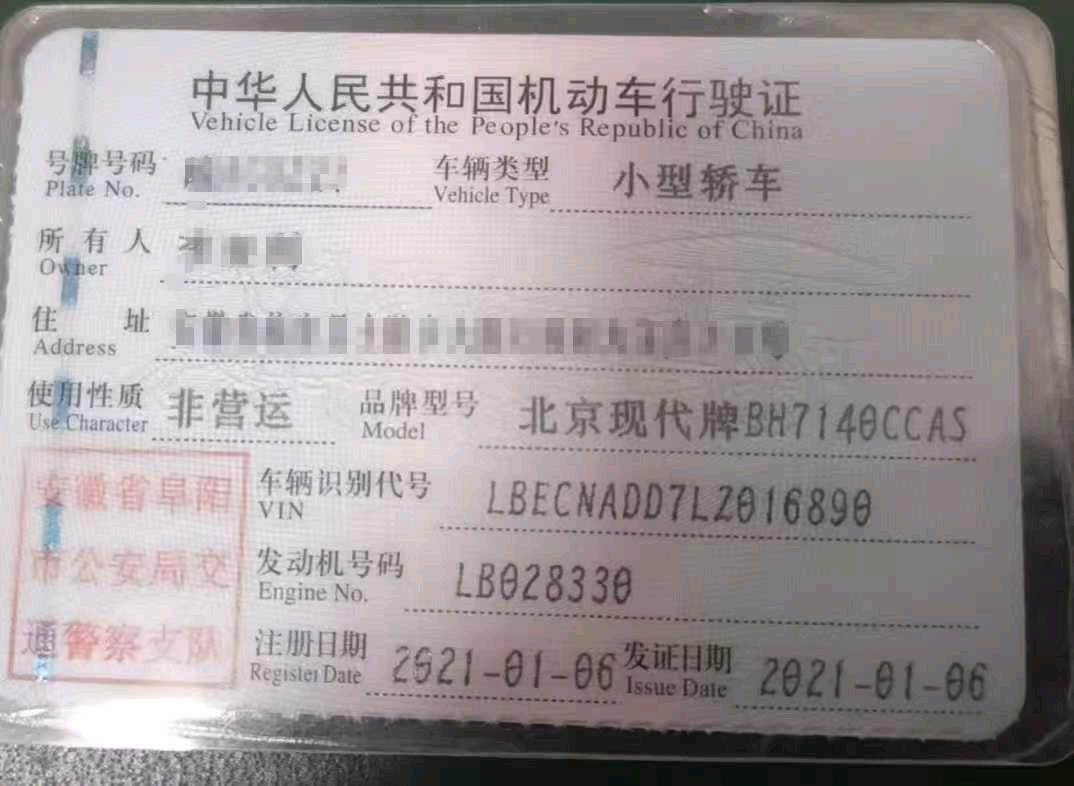 中华人民共和国机动车行驶证
Vehicle License of the People's Republic of China
号牌号码 车辆类型 小型轿车
Plate No. Vehicle Type
所有人
Owner
住址
Address
使用性质 非营运 品牌型号 北京现代牌BH7140CCAS
Use Character Model
安徽省阜阳
市公安局交
通警察支队
车辆识别代号 LBECNADD7LZ016890
VIN
发动机号码 LB028330
Engine No.
注册日期 2021-01-06 发证日期 2021-01-06
Register Date Issue Date